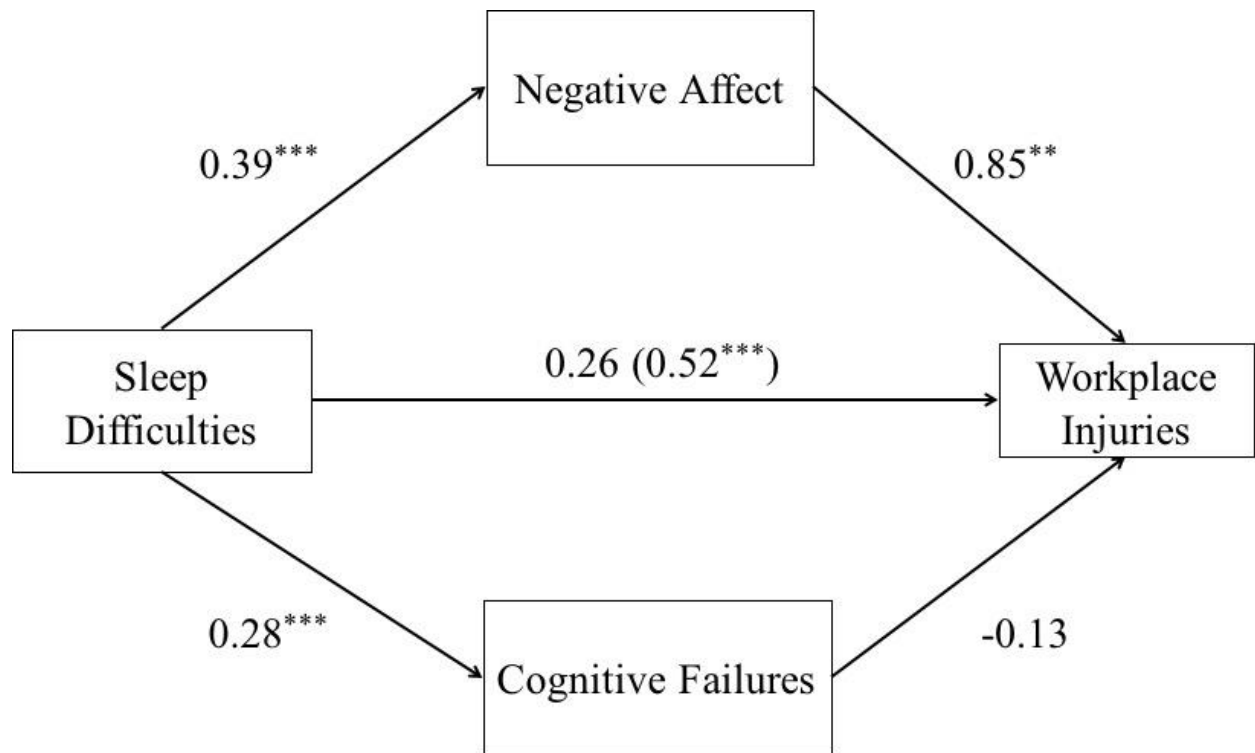 Negative Affect
0.39***
0.85**
Sleep
Difficulties
0.26 (0.52***)
Workplace
Injuries
0.28***
-0.13
Cognitive Failures